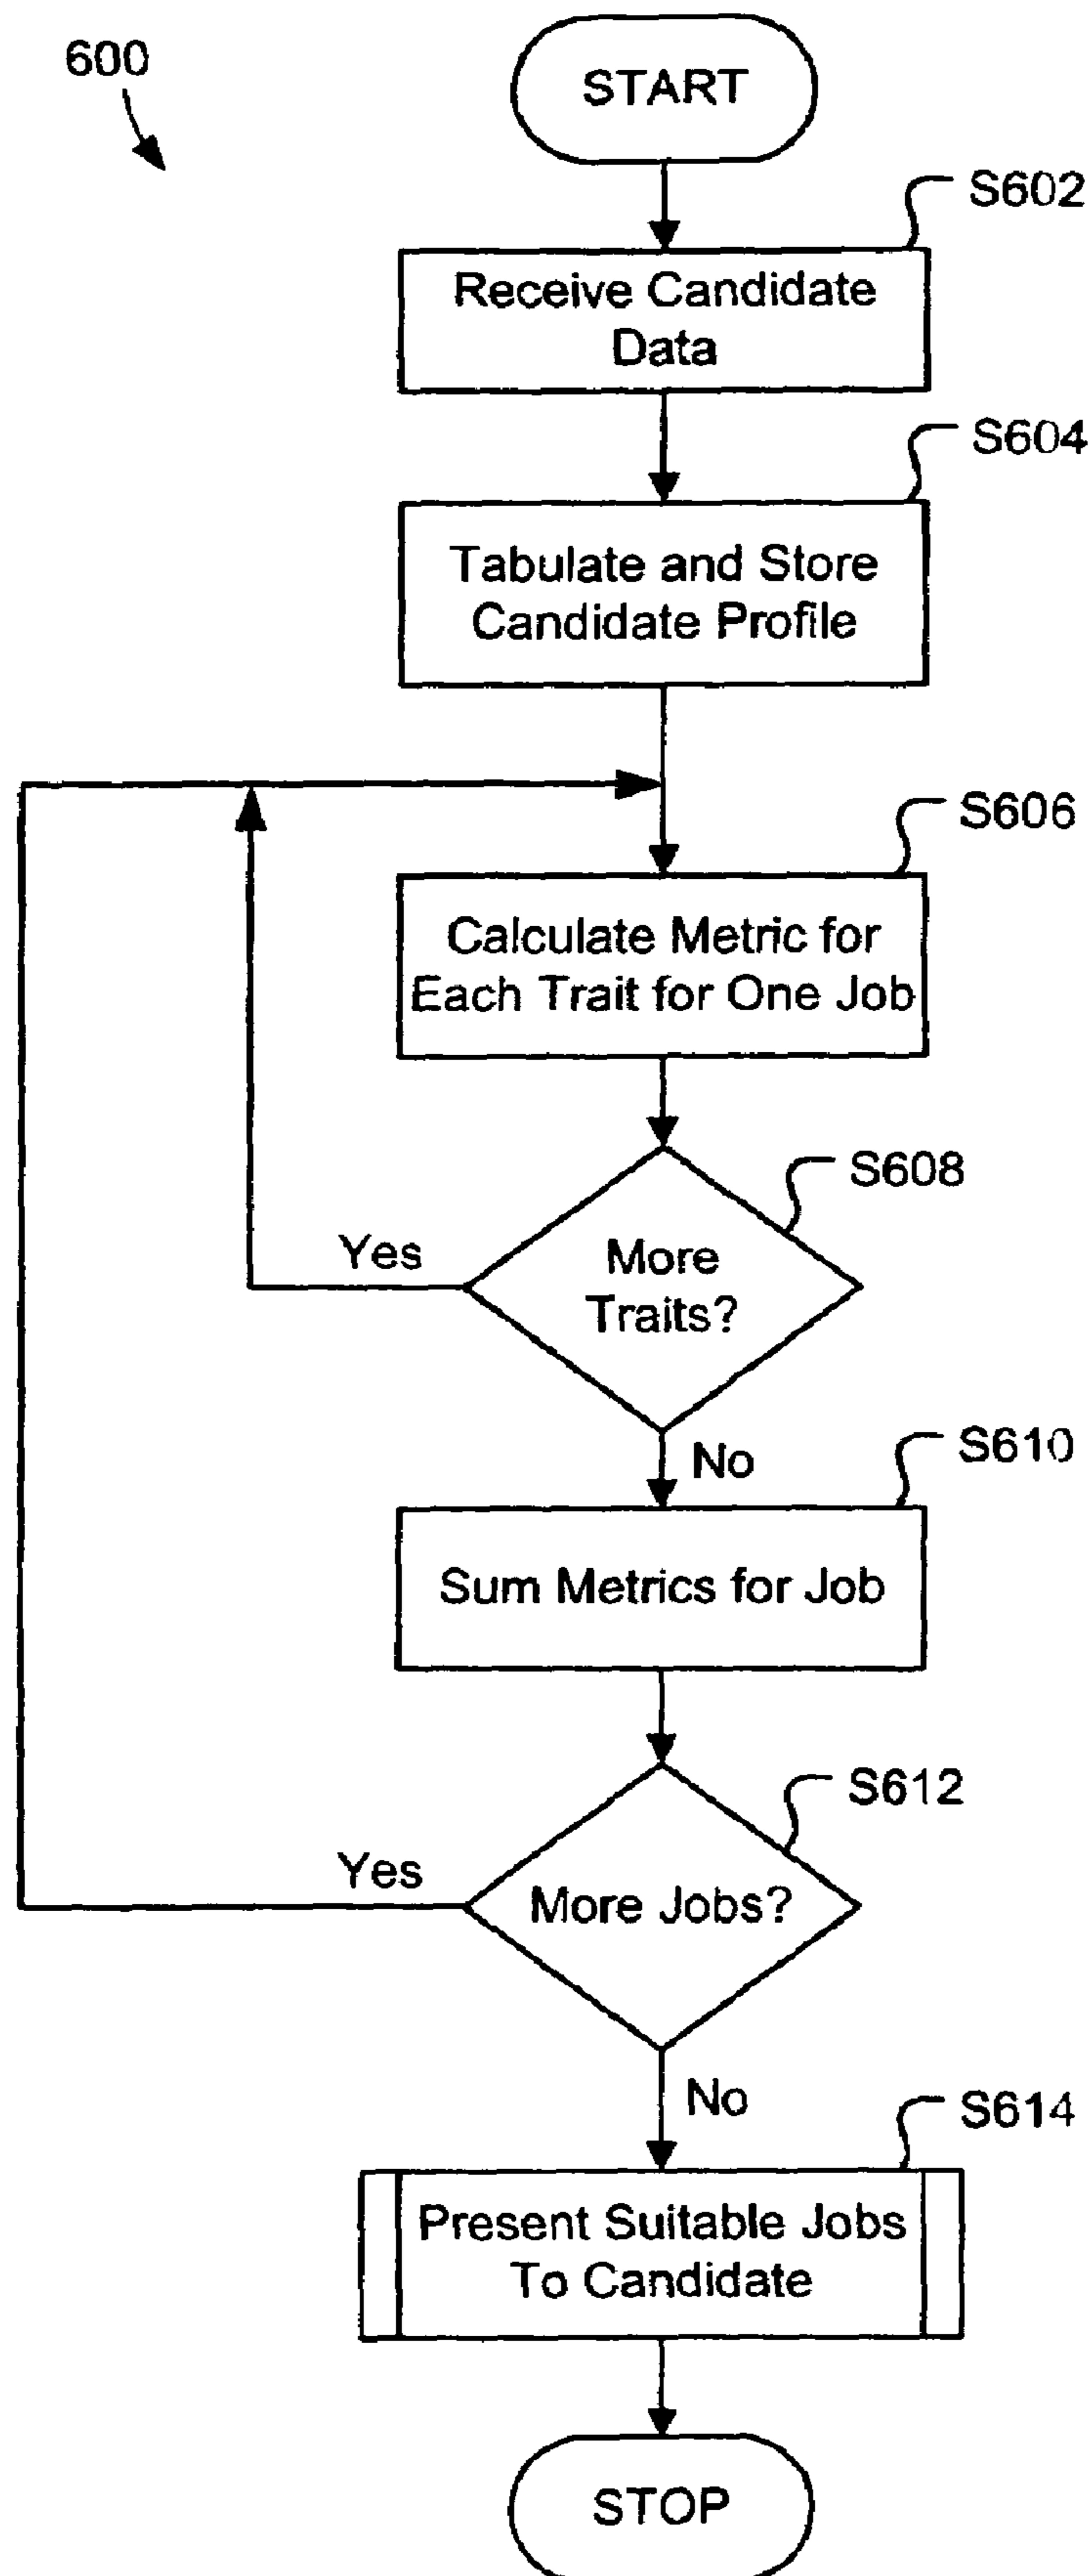 600
START
S602
Receive Candidate
Data
S604
Tabulate and Store
Candidate Profile
S606
Calculate Metric for
Each Trait for One Job
S608
More
Traits?
Yes
No
S610
Sum Metrics for Job
S612
More Jobs?
Yes
No
S614
Present Suitable Jobs
To Candidate
STOP